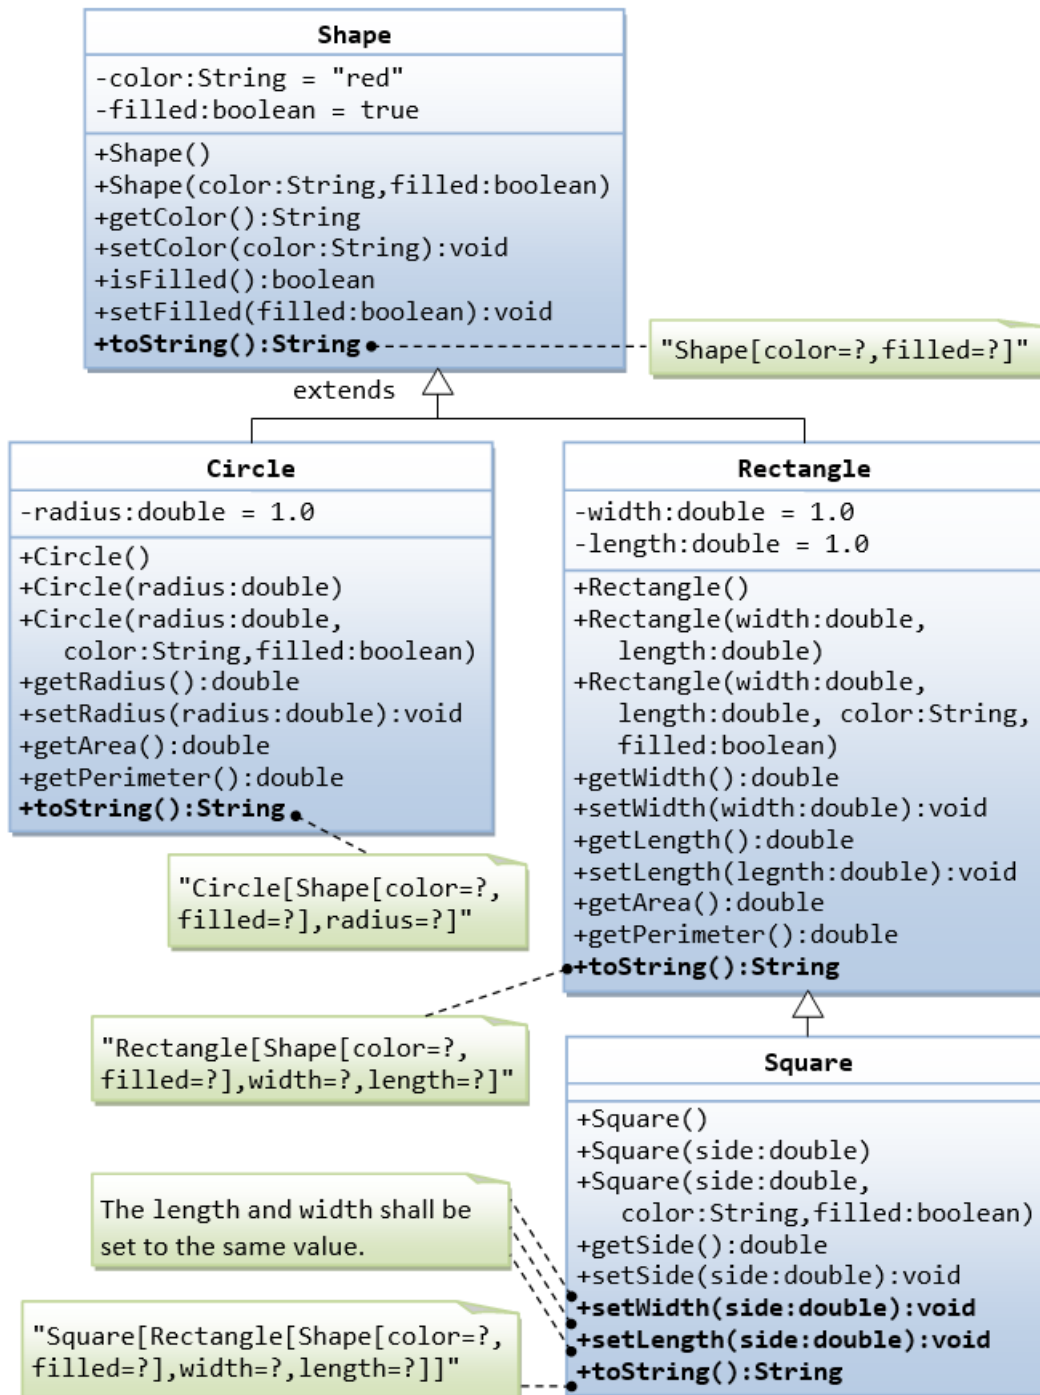 Shape
-color:String = "red"
-filled:boolean = true
+Shape()
+Shape(color:String,filled:boolean)
+getColor():String
+setColor(color:String):void
+isFilled():boolean
+setFilled(filled:boolean):void
+toString():String
"Shape[color=?,filled=?]"
extends
Circle
-radius:double = 1.0
+Circle()
+Circle(radius:double)
+Circle(radius:double,
color:String,filled:boolean)
+getRadius():double
+setRadius(radius:double):void
+getArea():double
+getPerimeter():double
+toString():String
"Circle[Shape[color=?,
filled=?],radius=?]"
Rectangle
-width:double = 1.0
-length:double = 1.0
+Rectangle()
+Rectangle(width:double,
length:double)
+Rectangle(width:double,
length:double, color:String,
filled:boolean)
+getWidth():double
+setWidth(width:double):void
+getLength():double
+setLength(legnth:double):void
+getArea():double
+getPerimeter():double
+toString():String
"Rectangle[Shape[color=?,
filled=?],width=?,length=?]"
Square
+Square()
+Square(side:double)
+Square(side:double,
color:String,filled:boolean)
+getSide():double
+setSide(side:double):void
+setWidth(side:double):void
+setLength(side:double):void
+toString():String
The length and width shall be
set to the same value.
"Square[Rectangle[Shape[color=?,
filled=?],width=?,length=?]]"